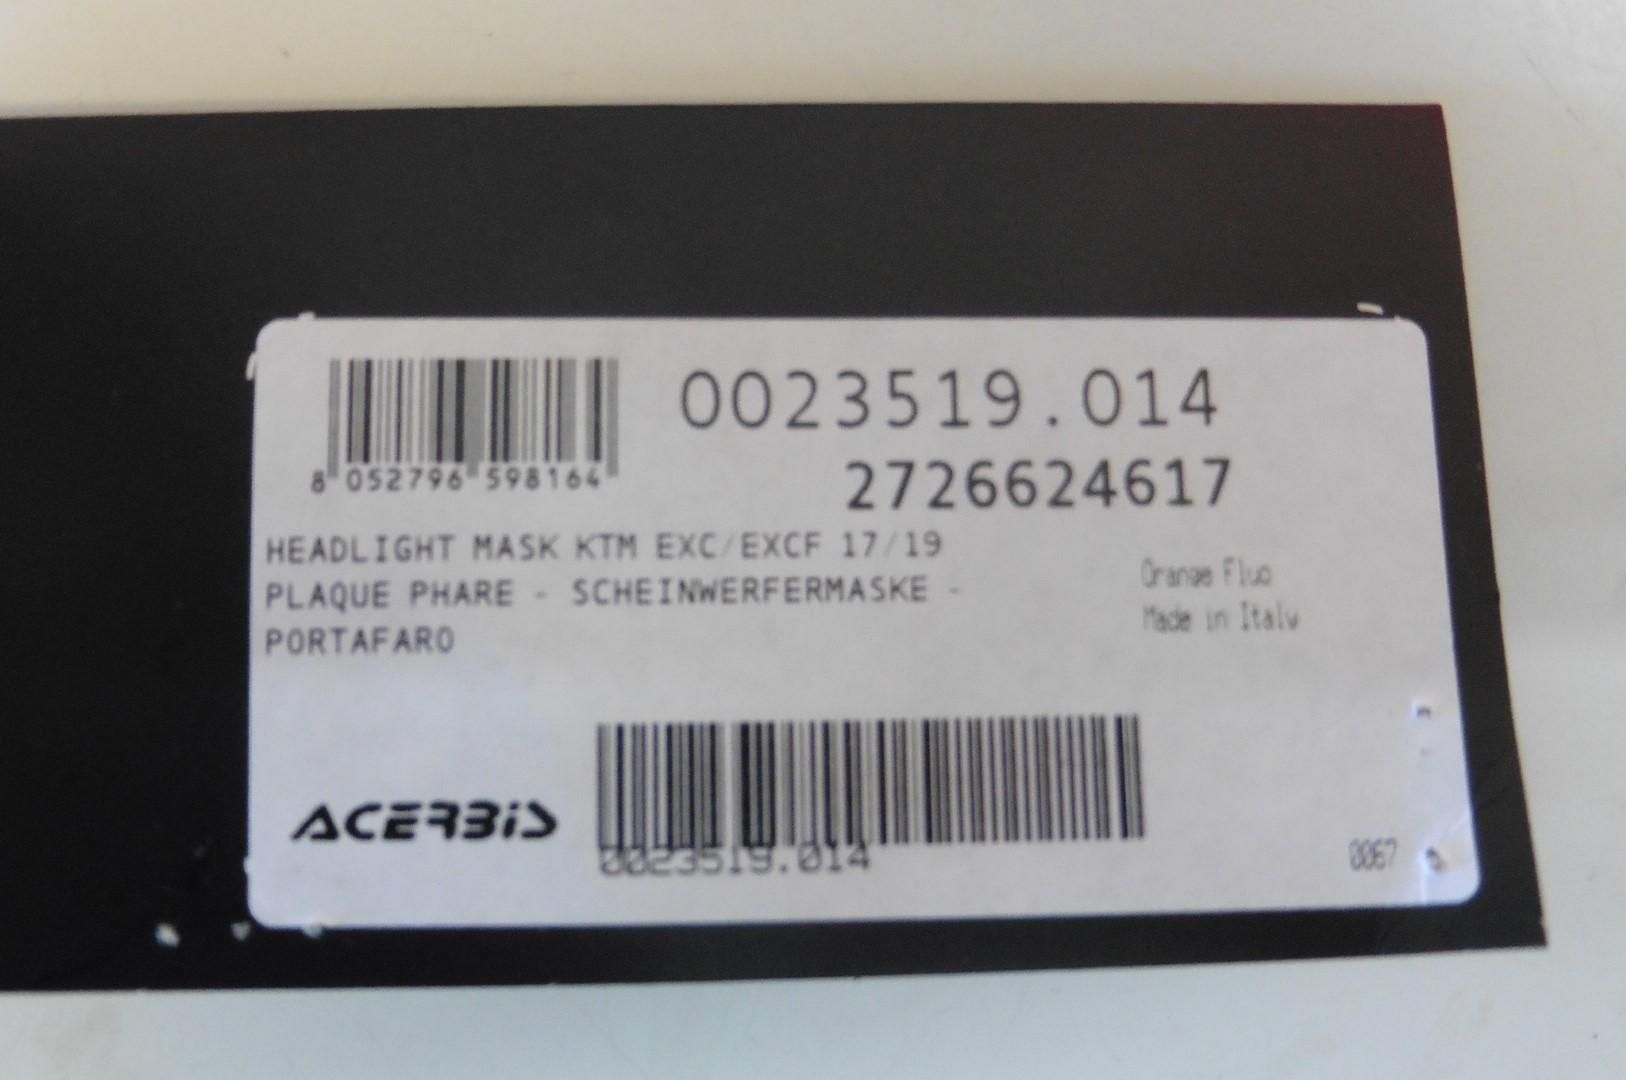 0023519.014
8 052796 598164
2726624617
HEADLIGHT MASK KTM EXC/EXCF 17/19
PLAQUE PHARE - SCHEINWERFERMASKE -
PORTAFARO
Orange Fluo
Made in Italy
ACERBiS
0023519.014
0067